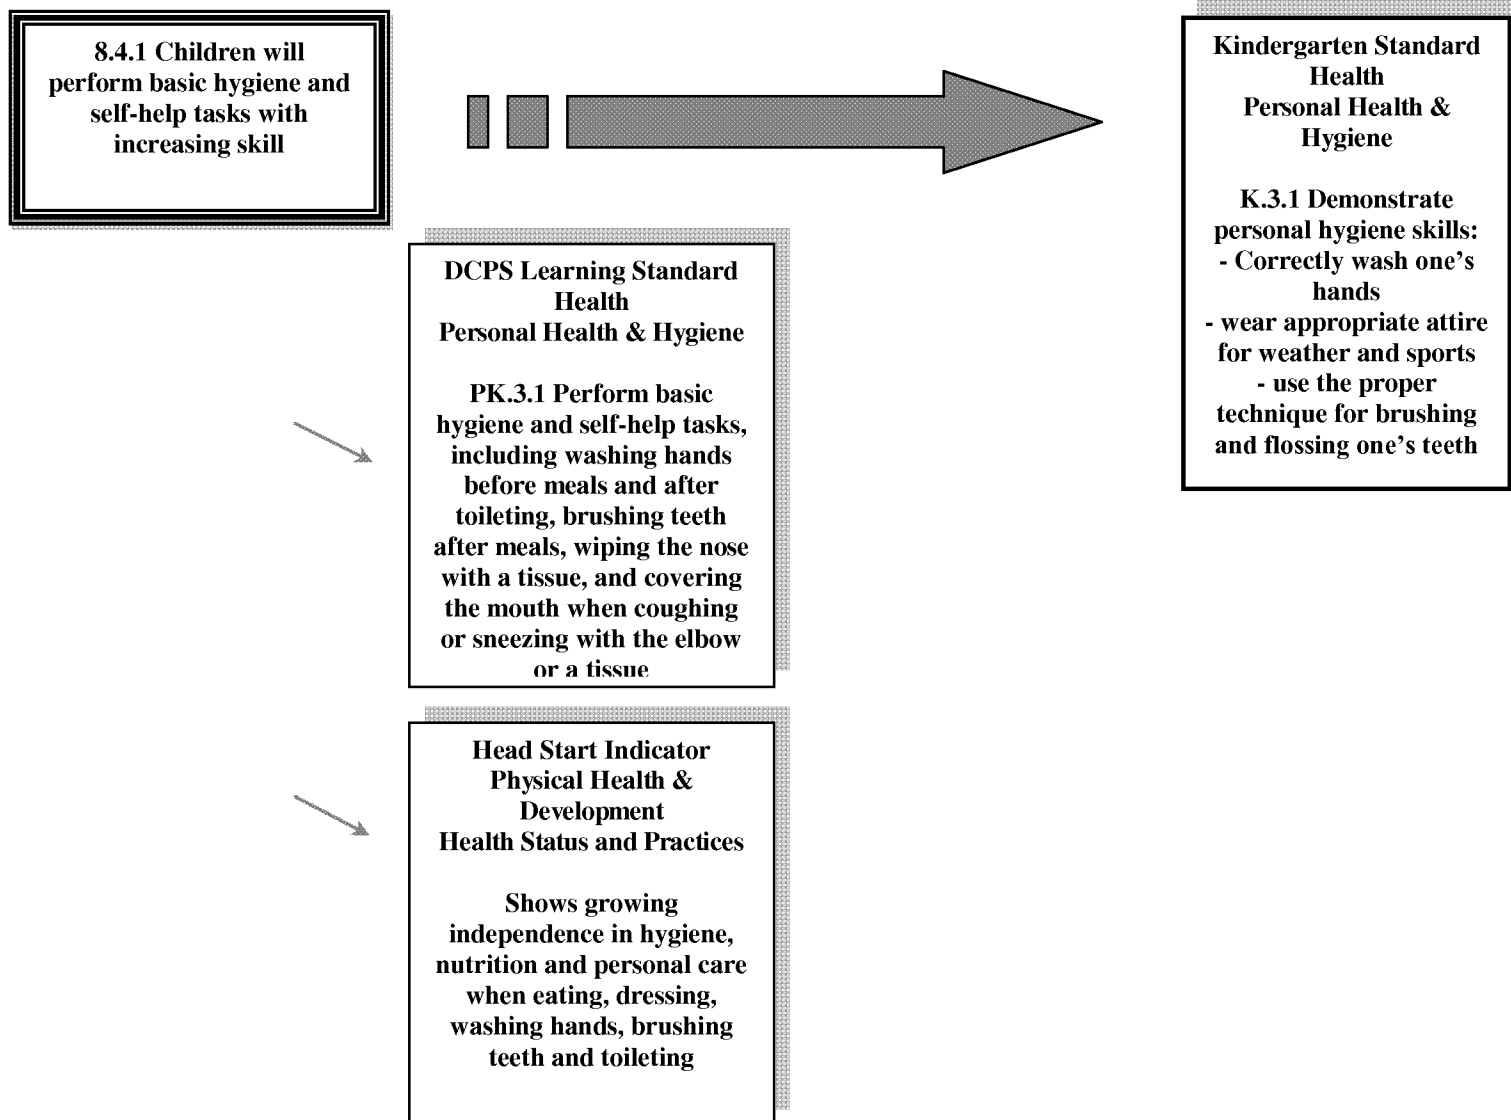 8.4.1 Children will
perform basic hygiene and
self-help tasks with
increasing skill
Kindergarten Standard
Health
Personal Health &
Hygiene
K.3.1 Demonstrate
personal hygiene skills:
- Correctly wash one’s
hands
- wear appropriate attire
for weather and sports
- use the proper
technique for brushing
and flossing one’s teeth
DCPS Learning Standard
Health
Personal Health & Hygiene
PK.3.1 Perform basic
hygiene and self-help tasks,
including washing hands
before meals and after
toileting, brushing teeth
after meals, wiping the nose
with a tissue, and covering
the mouth when coughing
or sneezing with the elbow
or a tissue
Head Start Indicator
Physical Health &
Development
Health Status and Practices
Shows growing
independence in hygiene,
nutrition and personal care
when eating, dressing,
washing hands, brushing
teeth and toileting